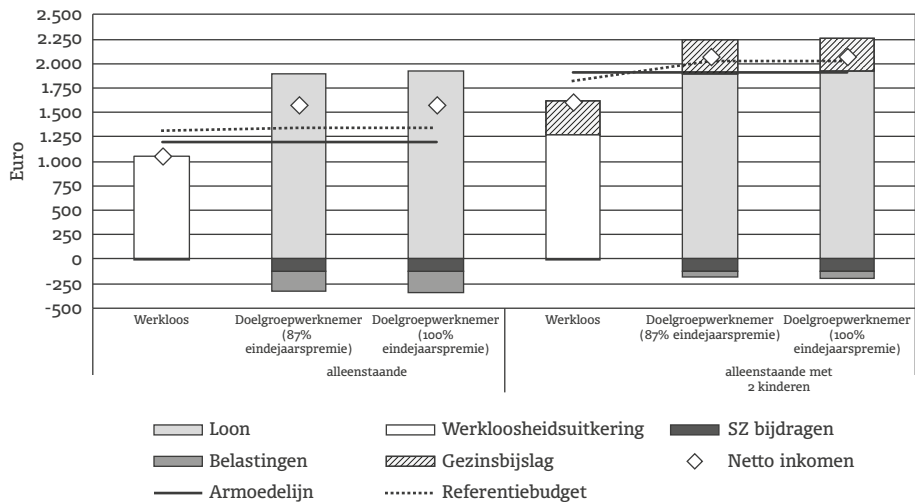 2.500
2.250
2.000
1.750
1.500
1.250
1.000
750
500
250
0
-250
-500
Euro
Werkloos
Doelgroepwerknemer
(87%
eindejaarspremie)
Doelgroepwerknemer
(100%
eindejaarspremie)
Werkloos
Doelgroepwerknemer
(87% eindejaarspremie)
Doelgroepwerknemer
(100%
eindejaarspremie)
alleenstaande
alleenstaande met
2 kinderen
Loon
Werkloosheidsuitkering
SZ bijdragen
Belastingen
Gezinsbijslag
Netto inkomen
Armoedelijn
Referentiebudget